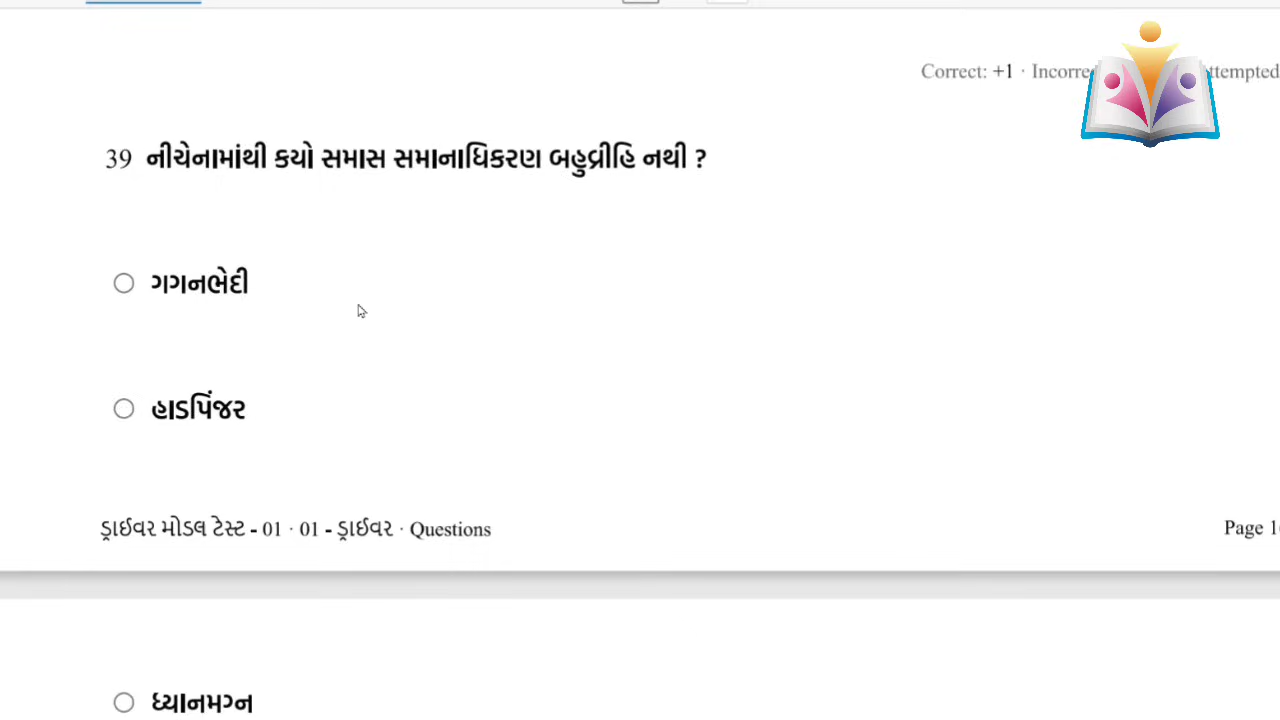 Correct: +1 · Incorre ttempted
39 નીચેનામાંથી કયો સમાસ સમાનાધિકરણ બહુવ્રીહિ નથી ?
ગગનભેદી
હાડપિંજર
ડ્રાઈવર મોડલ ટેસ્ટ - 01 · 01 - ડ્રાઈવર · Questions
Page 1
ધ્યાનમગ્ન